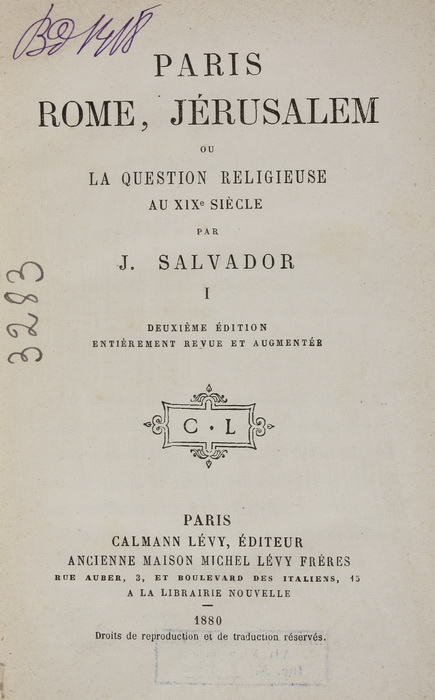 BD 1418
PARIS
ROME, JÉRUSALEM
OU
LA QUESTION RELIGIEUSE
AU XIXe SIÈCLE
PAR
J. SALVADOR
I
DEUXIÈME ÉDITION
ENTIÈREMENT REVUE ET AUGMENTÉE
3283
C . L
PARIS
CALMANN LÉVY, ÉDITEUR
ANCIENNE MAISON MICHEL LÉVY FRÈRES
RUE AUBER, 3, ET BOULEVARD DES ITALIENS, 15
A LA LIBRAIRIE NOUVELLE
1880
Droits de reproduction et de traduction réservés.